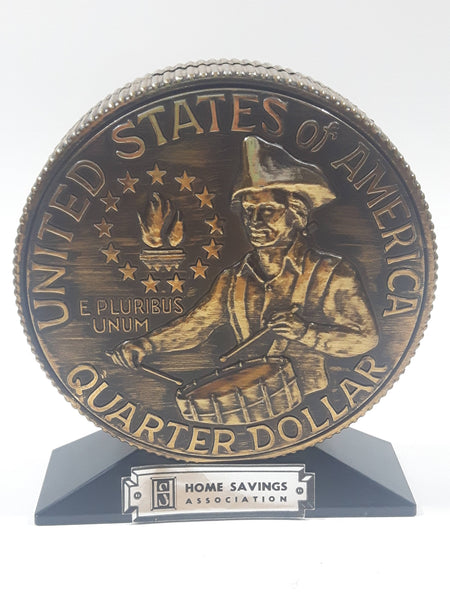 UNITED STATES of AMERICA
E PLURIBUS
UNUM
QUARTER DOLLAR
HOME SAVINGS
ASSOCIATION